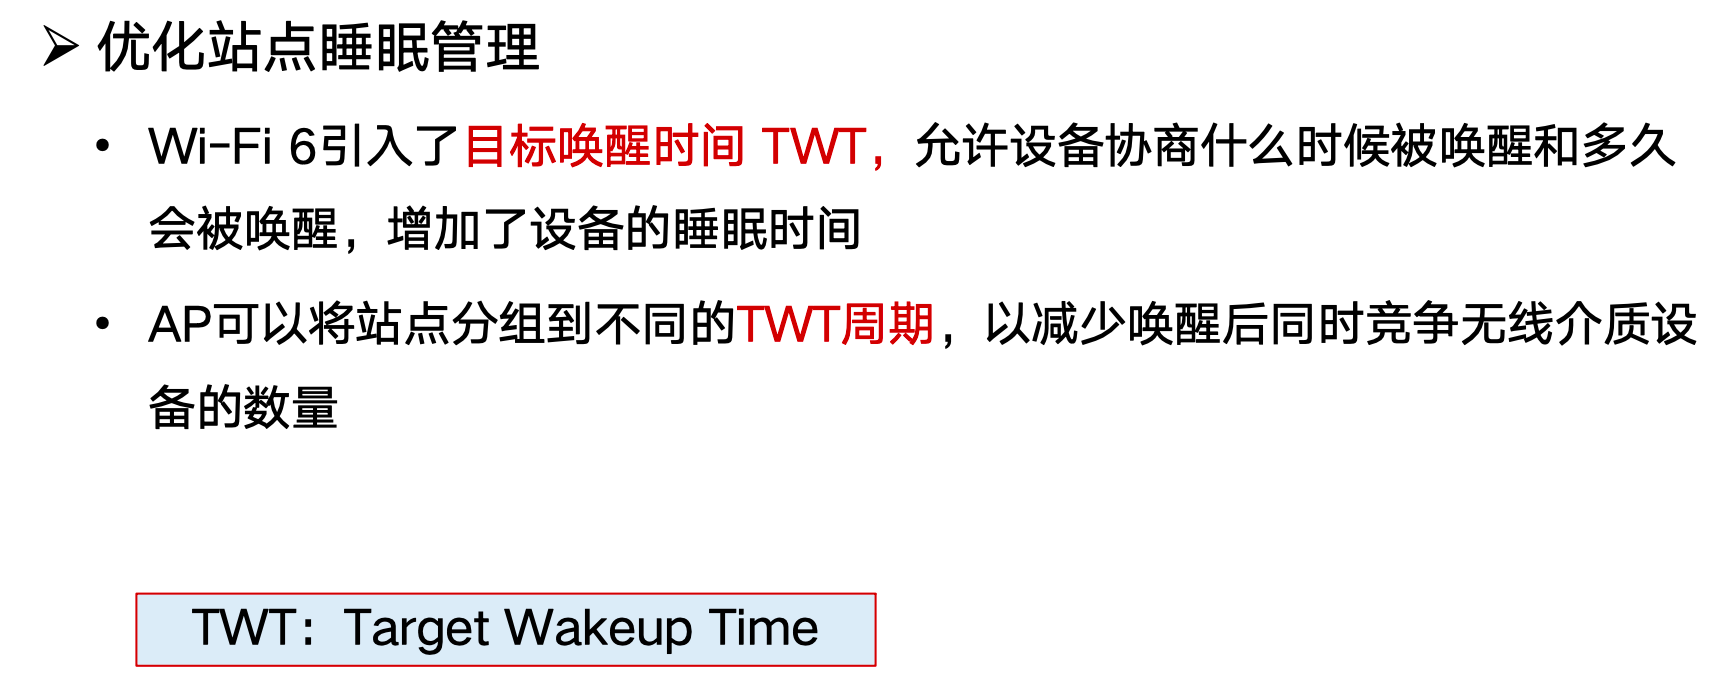 ➢ 优化站点睡眠管理
• Wi-Fi 6引入了目标唤醒时间 TWT，允许设备协商什么时候被唤醒和多久
会被唤醒，增加了设备的睡眠时间
• AP可以将站点分组到不同的TWT周期，以减少唤醒后同时竞争无线介质设
备的数量
TWT：Target Wakeup Time